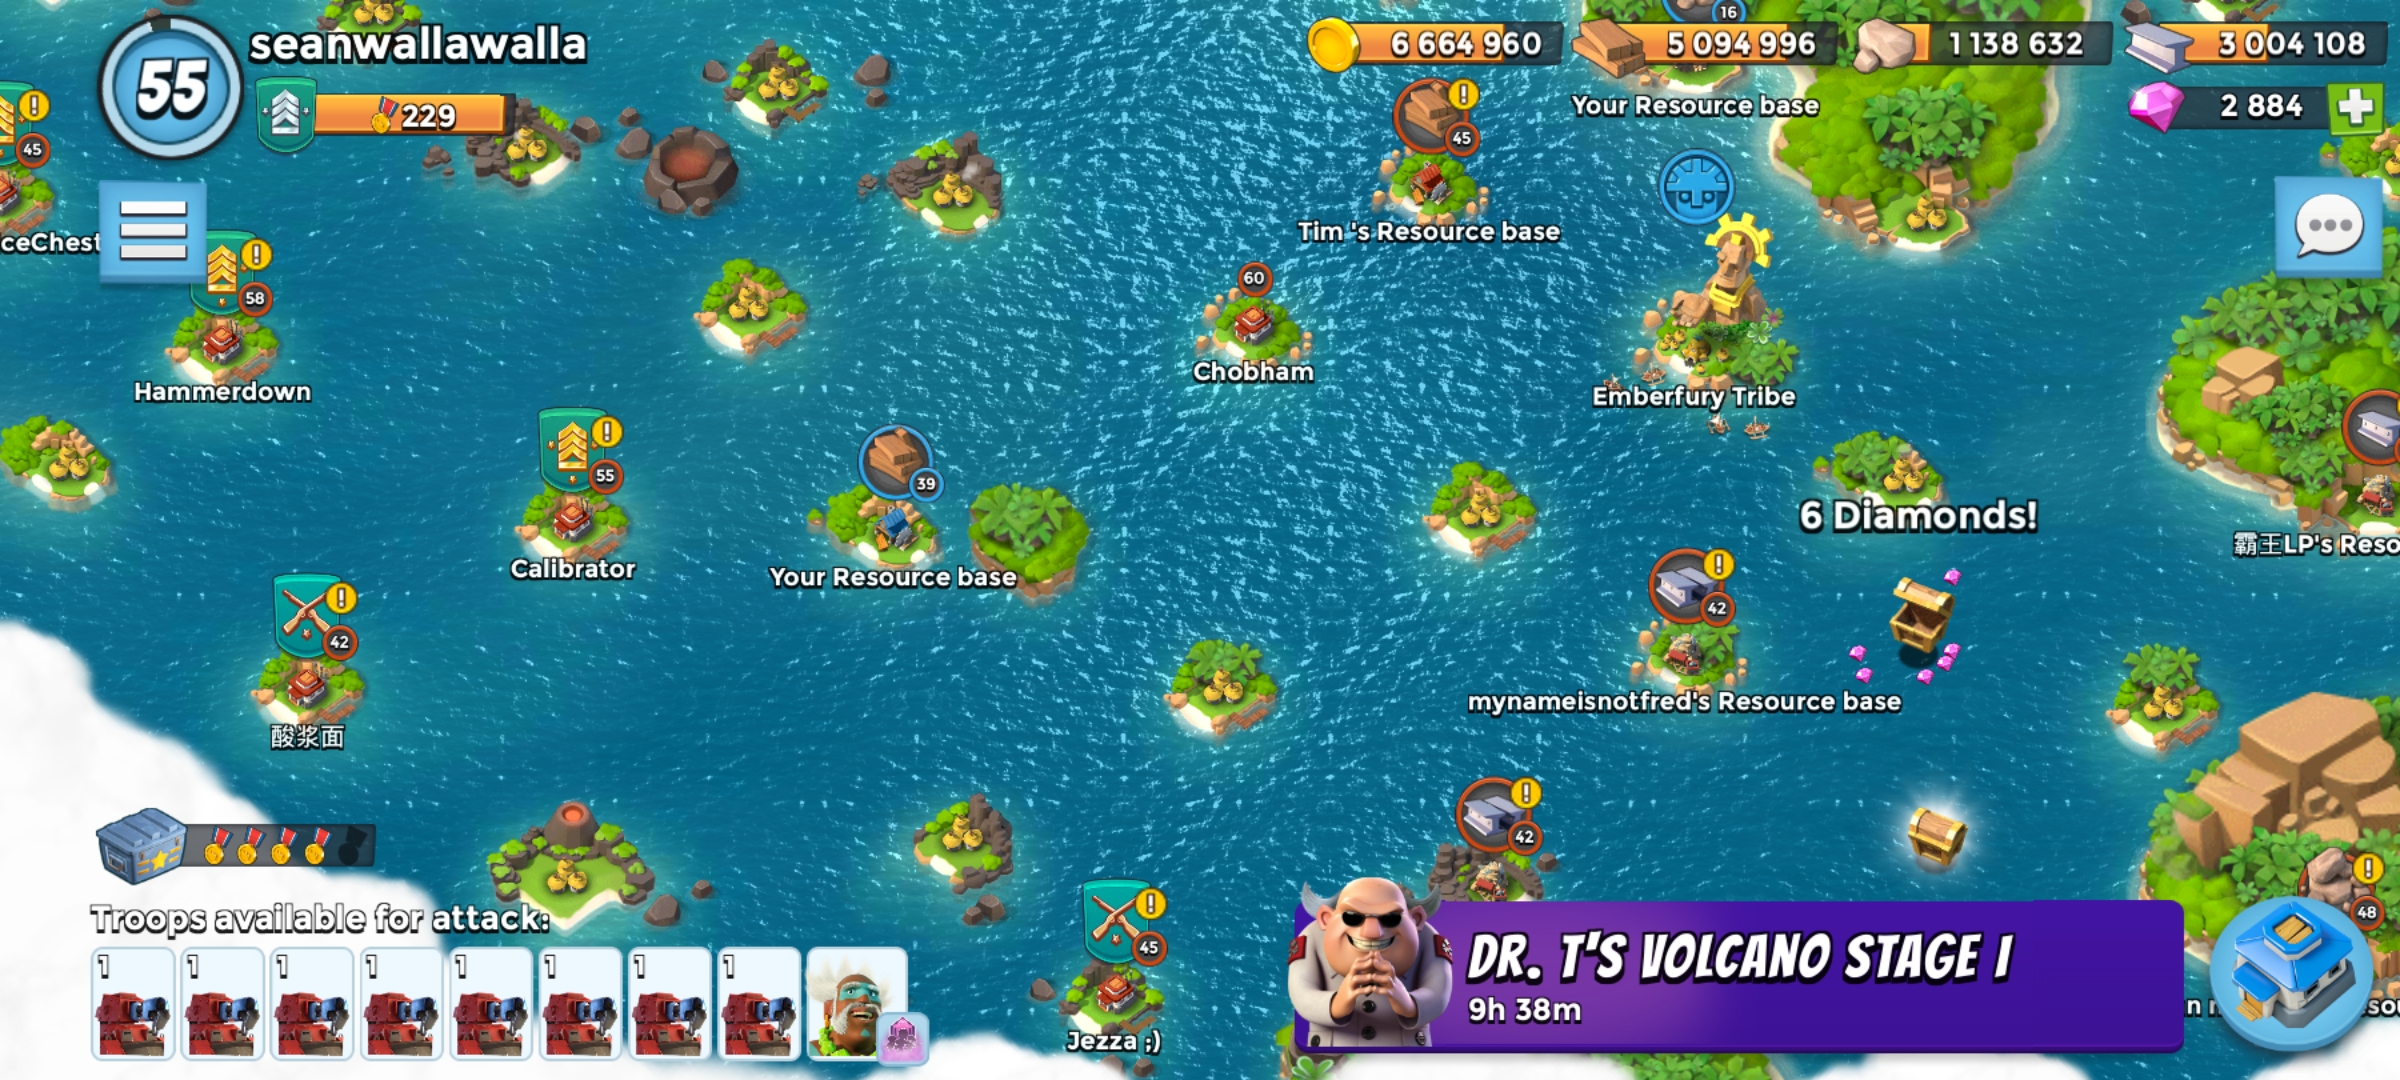 55
seanwallawalla
229
6 664 960
5 094 996
1 138 632
3 004 108
2 884
16
Your Resource base
45
Tim 's Resource base
45
ceChest
58
Hammerdown
60
Chobham
Emberfury Tribe
55
Calibrator
39
Your Resource base
6 Diamonds!
霸王LP's Reso
42
酸浆面
42
mynameisnotfred's Resource base
42
48
Troops available for attack:
1
1
1
1
1
1
1
1
45
Jezza ;)
DR. T'S VOLCANO STAGE I
9h 38m